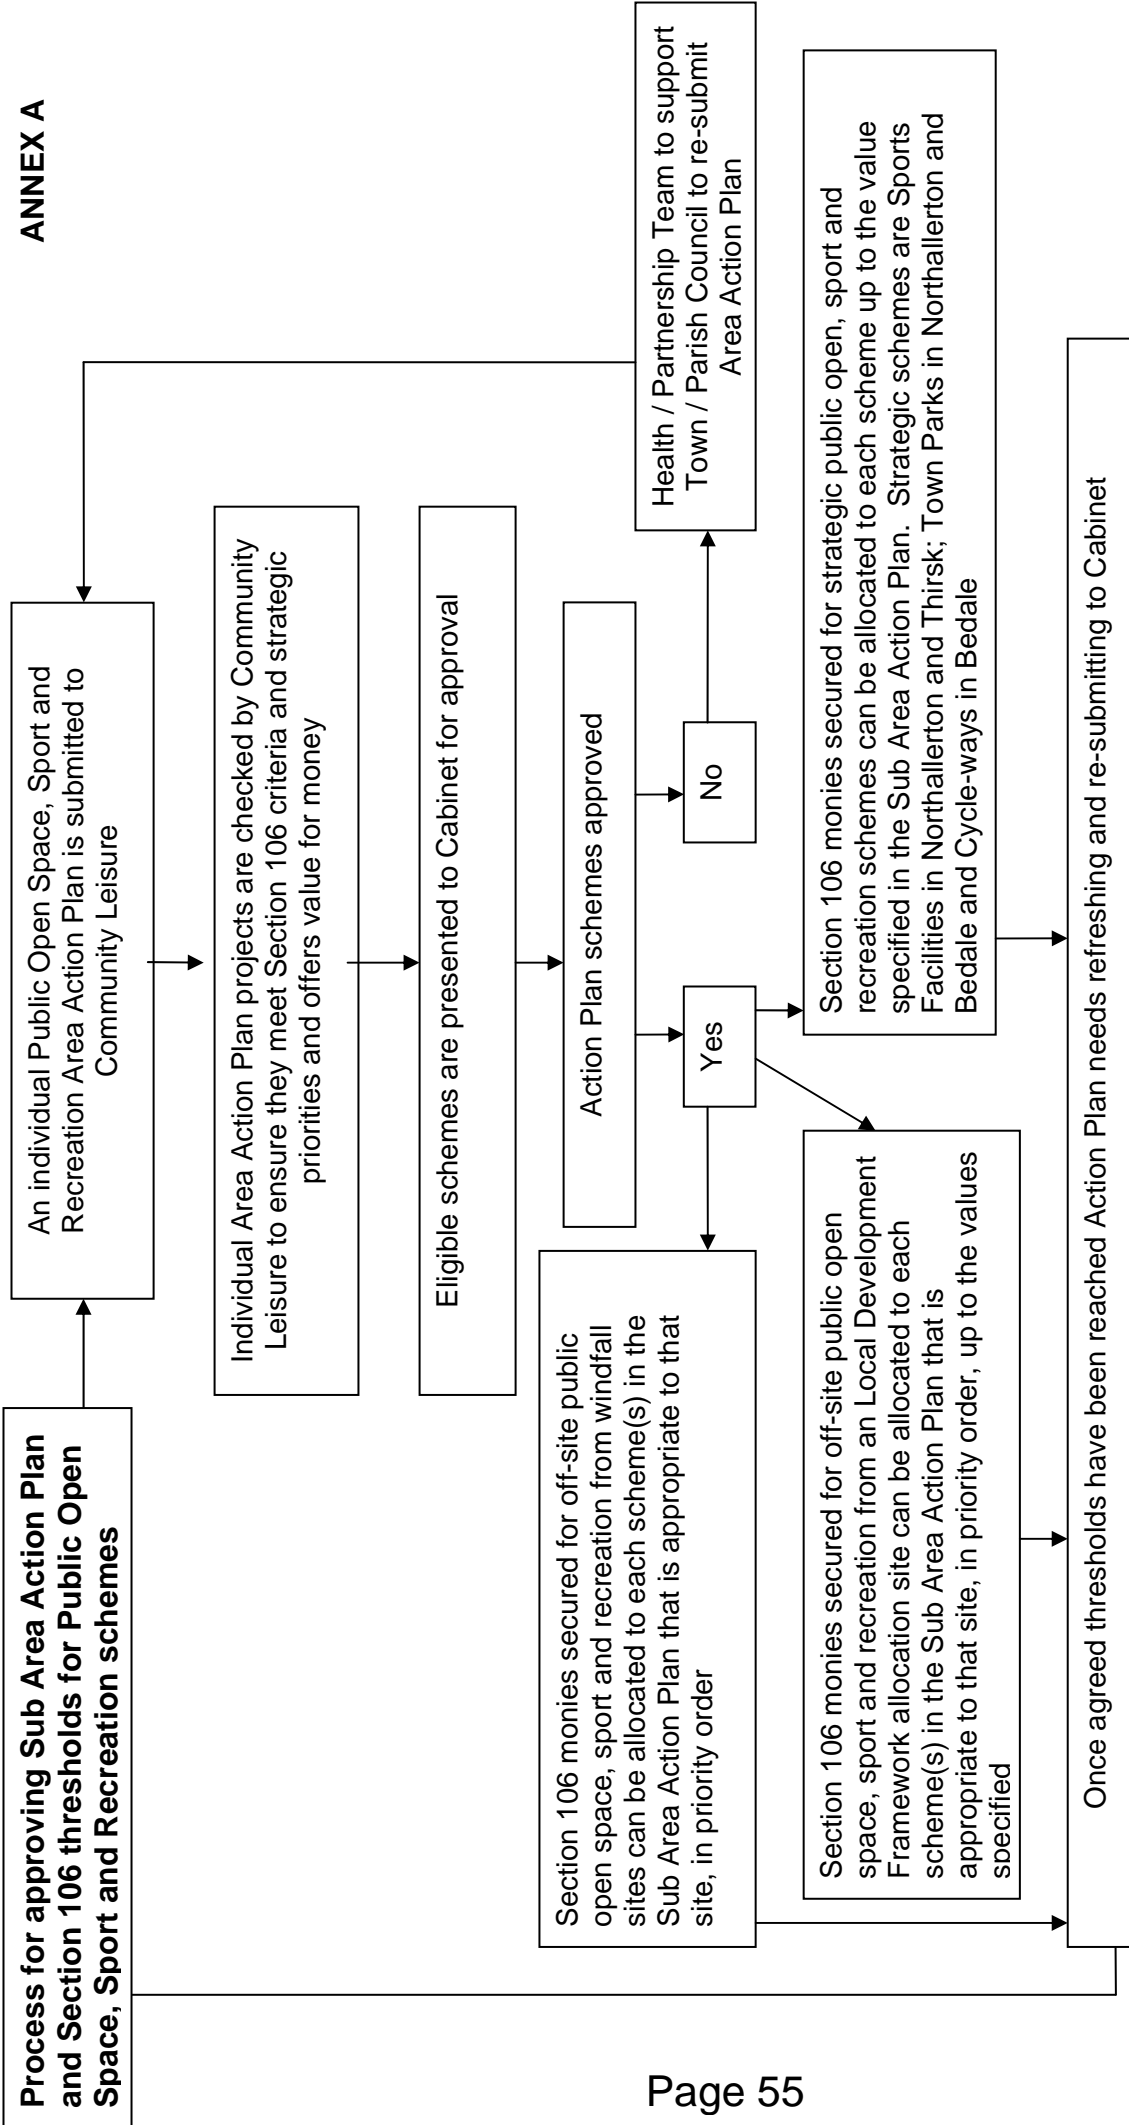 ANNEX A
Process for approving Sub Area Action Plan
and Section 106 thresholds for Public Open
Space, Sport and Recreation schemes
An individual Public Open Space, Sport and
Recreation Area Action Plan is submitted to
Community Leisure
Individual Area Action Plan projects are checked by Community
Leisure to ensure they meet Section 106 criteria and strategic
priorities and offers value for money
Eligible schemes are presented to Cabinet for approval
Action Plan schemes approved
Yes
No
Health / Partnership Team to support
Town / Parish Council to re-submit
Area Action Plan
Section 106 monies secured for off-site public
open space, sport and recreation from windfall
sites can be allocated to each scheme(s) in the
Sub Area Action Plan that is appropriate to that
site, in priority order
Section 106 monies secured for off-site public open
space, sport and recreation from an Local Development
Framework allocation site can be allocated to each
scheme(s) in the Sub Area Action Plan that is
appropriate to that site, in priority order, up to the values
specified
Section 106 monies secured for strategic public open, sport and
recreation schemes can be allocated to each scheme up to the value
specified in the Sub Area Action Plan.  Strategic schemes are Sports
Facilities in Northallerton and Thirsk; Town Parks in Northallerton and
Bedale and Cycle-ways in Bedale
Once agreed thresholds have been reached Action Plan needs refreshing and re-submitting to Cabinet
Page 55